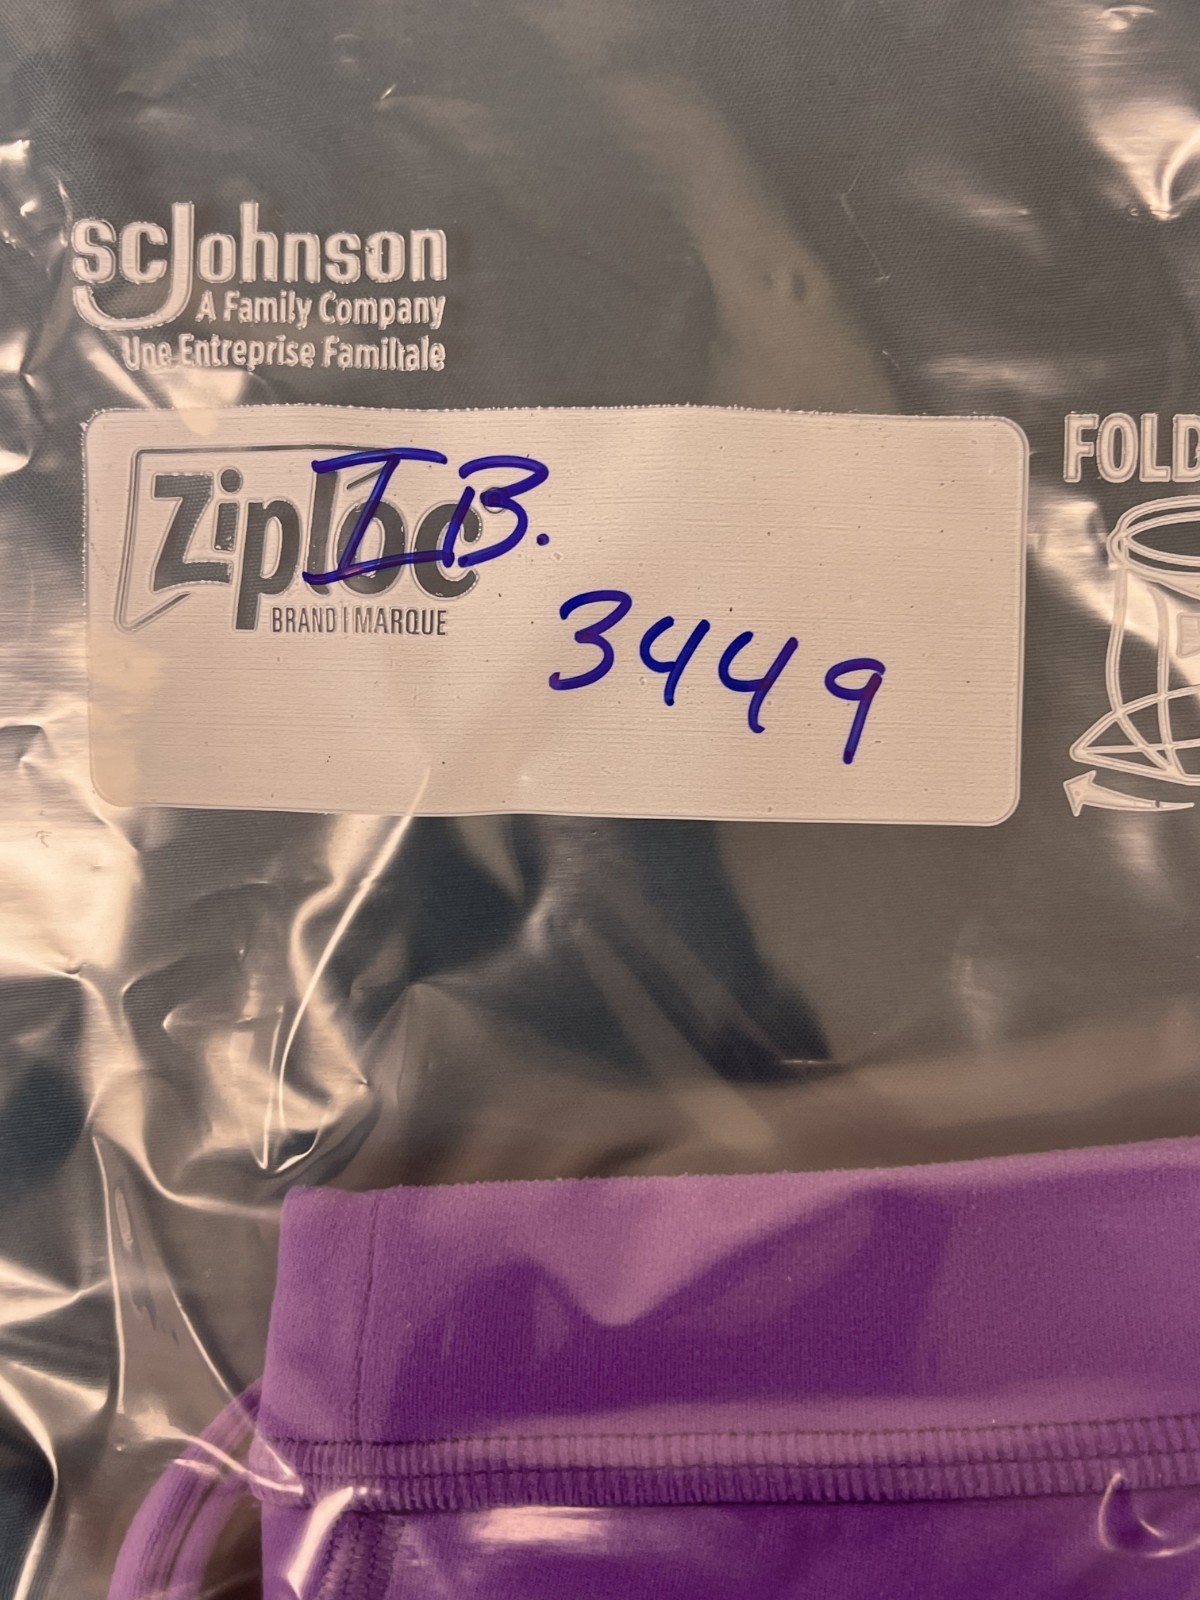 scJohnson
A Family Company
Une Entreprise Familiale
Ziploc
BRAND | MARQUE
I.B.
3449
FOLD